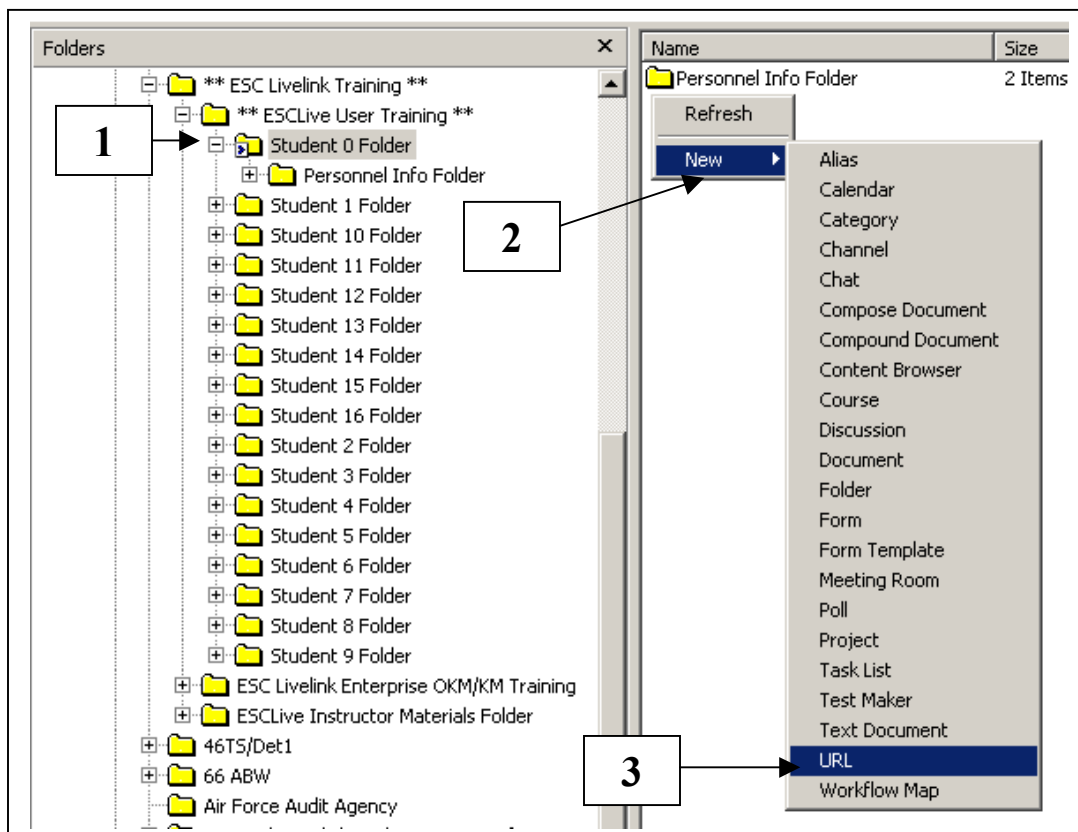 Folders
** ESC Livelink Training **
** ESCLive User Training **
1
Student 0 Folder
Personnel Info Folder
Student 1 Folder
Student 10 Folder
Student 11 Folder
Student 12 Folder
Student 13 Folder
Student 14 Folder
Student 15 Folder
Student 16 Folder
Student 2 Folder
Student 3 Folder
Student 4 Folder
Student 5 Folder
Student 6 Folder
Student 7 Folder
Student 8 Folder
Student 9 Folder
ESC Livelink Enterprise OKM/KM Training
ESCLive Instructor Materials Folder
46TS/Det1
66 ABW
Air Force Audit Agency
Name Size
Personnel Info Folder 2 Items
Refresh
New
2
Alias
Calendar
Category
Channel
Chat
Compose Document
Compound Document
Content Browser
Course
Discussion
Document
Folder
Form
Form Template
Meeting Room
Poll
Project
Task List
Test Maker
Text Document
3
URL
Workflow Map